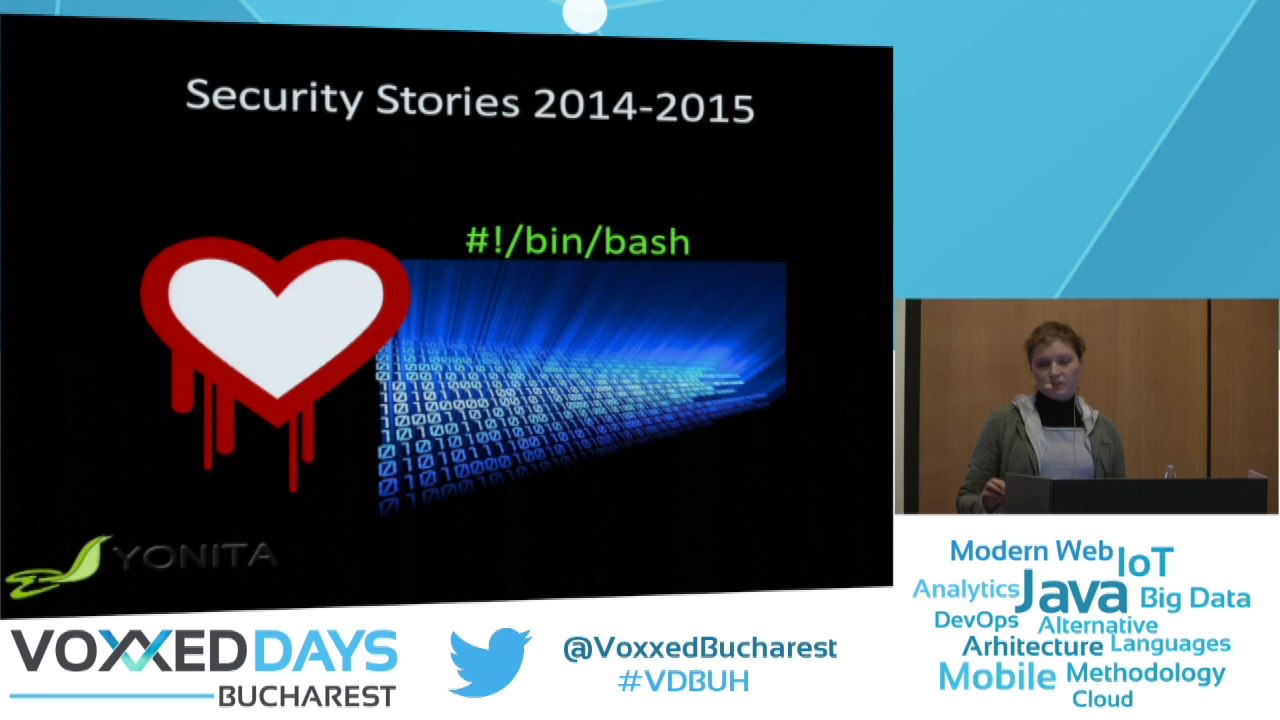 Security Stories 2014-2015
#!/bin/bash
YONITA
VOXXED DAYS
BUCHAREST
@VoxxedBucharest
#VDBUH
Modern Web
IoT
Analytics
Java
Big Data
DevOps
Alternative
Arhitecture
Languages
Mobile
Methodology
Cloud